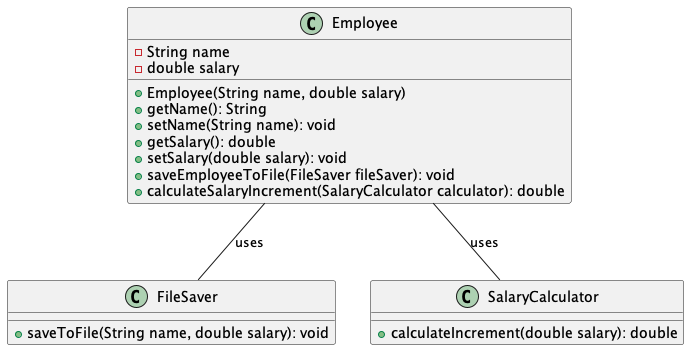 C Employee
String name
double salary
Employee(String name, double salary)
getName(): String
setName(String name): void
getSalary(): double
setSalary(double salary): void
saveEmployeeToFile(FileSaver fileSaver): void
calculateSalaryIncrement(SalaryCalculator calculator): double
uses
uses
C FileSaver
saveToFile(String name, double salary): void
C SalaryCalculator
calculateIncrement(double salary): double